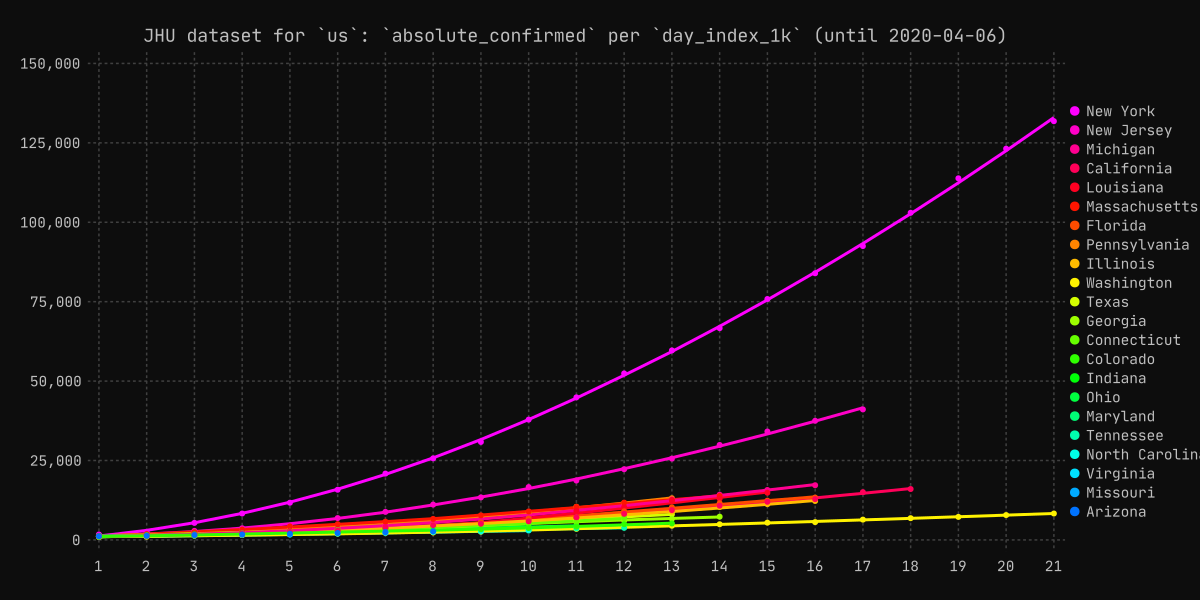 JHU dataset for `us`: `absolute_confirmed` per `day_index_1k` (until 2020-04-06)
150,000
125,000
100,000
75,000
50,000
25,000
0
1 2 3 4 5 6 7 8 9 10 11 12 13 14 15 16 17 18 19 20 21
New York
New Jersey
Michigan
California
Louisiana
Massachusetts
Florida
Pennsylvania
Illinois
Washington
Texas
Georgia
Connecticut
Colorado
Indiana
Ohio
Maryland
Tennessee
North Carolina
Virginia
Missouri
Arizona